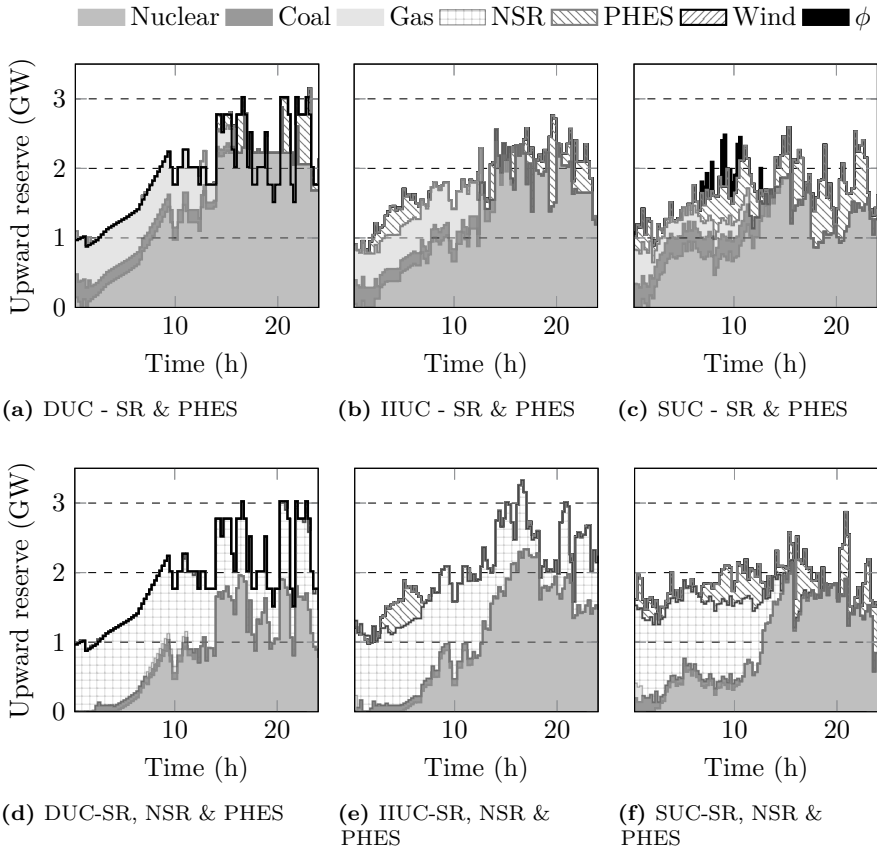 Nuclear Coal Gas NSR PHES Wind ϕ
Upward reserve (GW)
3
2
1
0
10 20
10 20
10 20
Time (h) Time (h) Time (h)
(a) DUC - SR & PHES (b) IIUC - SR & PHES (c) SUC - SR & PHES
Upward reserve (GW)
3
2
1
0
10 20
10 20
10 20
Time (h) Time (h) Time (h)
(d) DUC-SR, NSR & PHES
(e) IIUC-SR, NSR &
PHES
(f) SUC-SR, NSR &
PHES